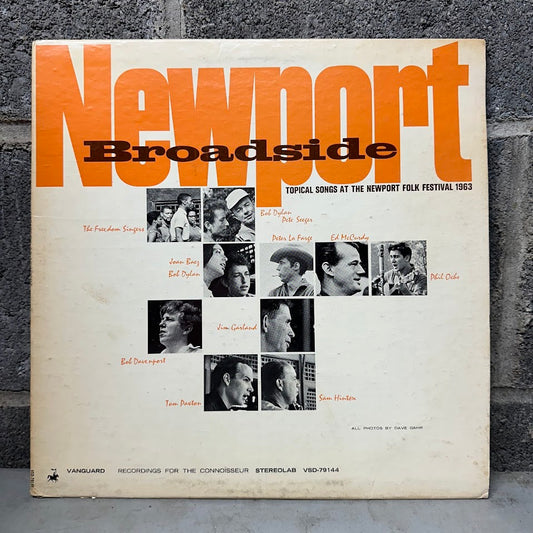 Newport
Broadside
TOPICAL SONGS AT THE NEWPORT FOLK FESTIVAL 1963
Bob Dylan
Pete Seeger
The Freedom Singers
Peter La Farge
Ed McCurdy
Joan Baez
Bob Dylan
Phil Ochs
Jim Garland
Bob Davenport
Tom Paxton
Sam Hinton
ALL PHOTOS BY DAVE GAHR
VANGUARD RECORDINGS FOR THE CONNOISSEUR STEREOLAB VSD-79144